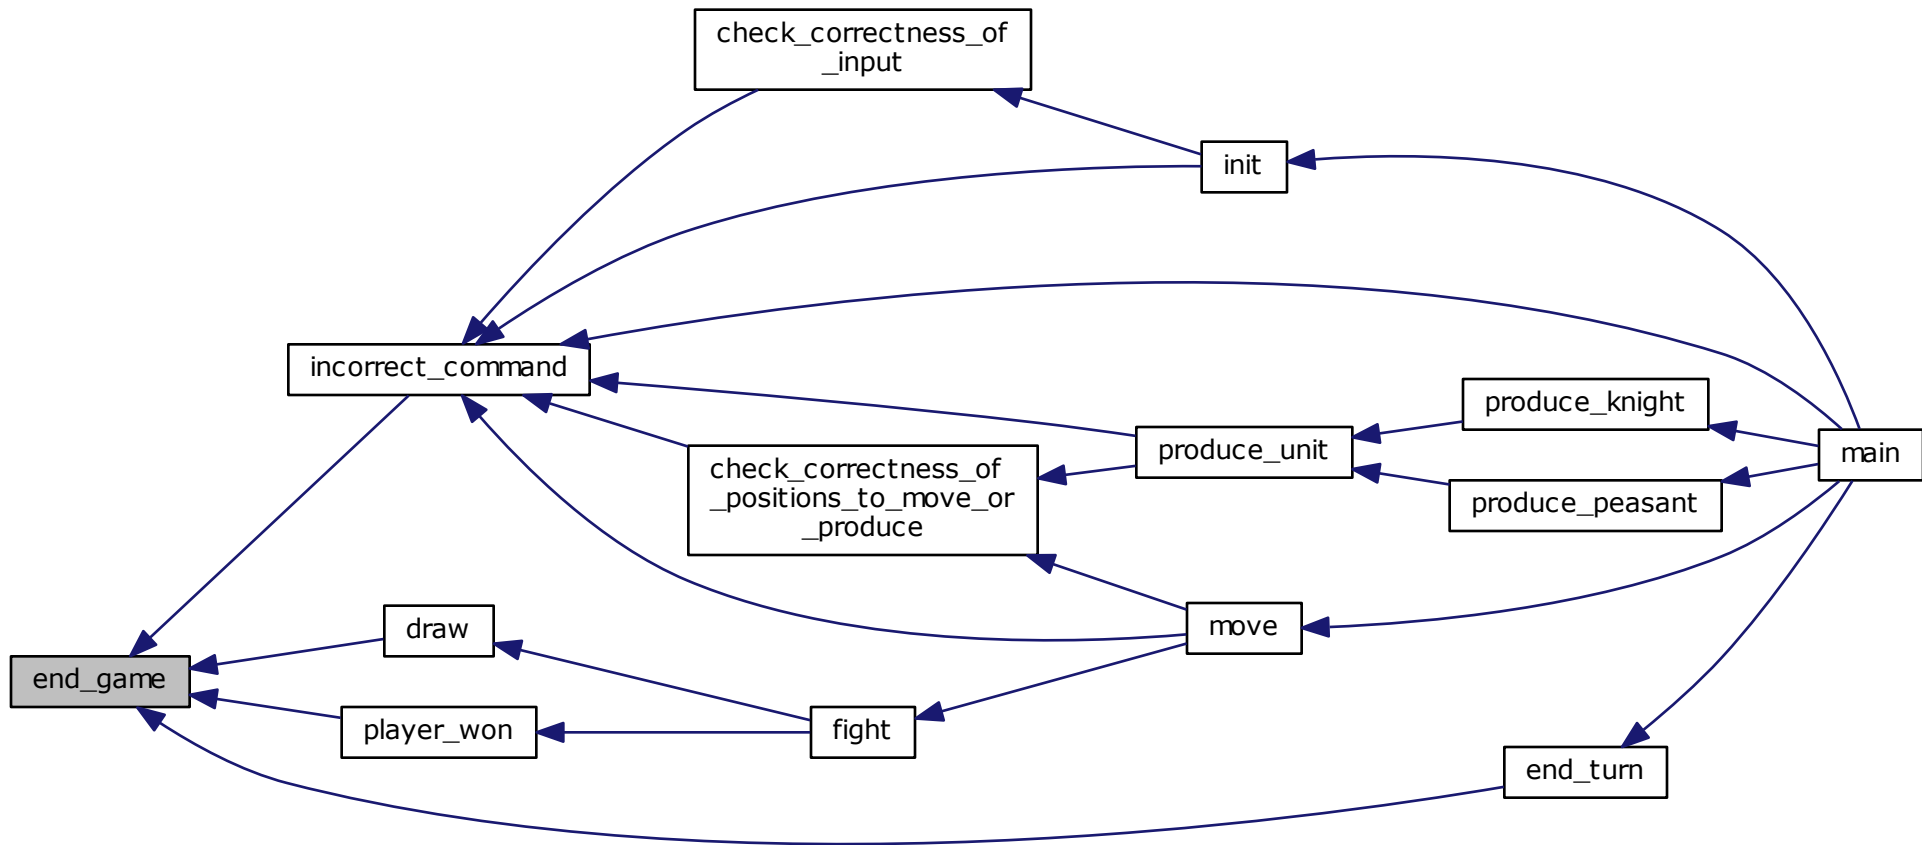 check_correctness_of
_input
init
incorrect_command
produce_knight
produce_unit
main
check_correctness_of
_positions_to_move_or
_produce
produce_peasant
draw
move
end_game
player_won
fight
end_turn